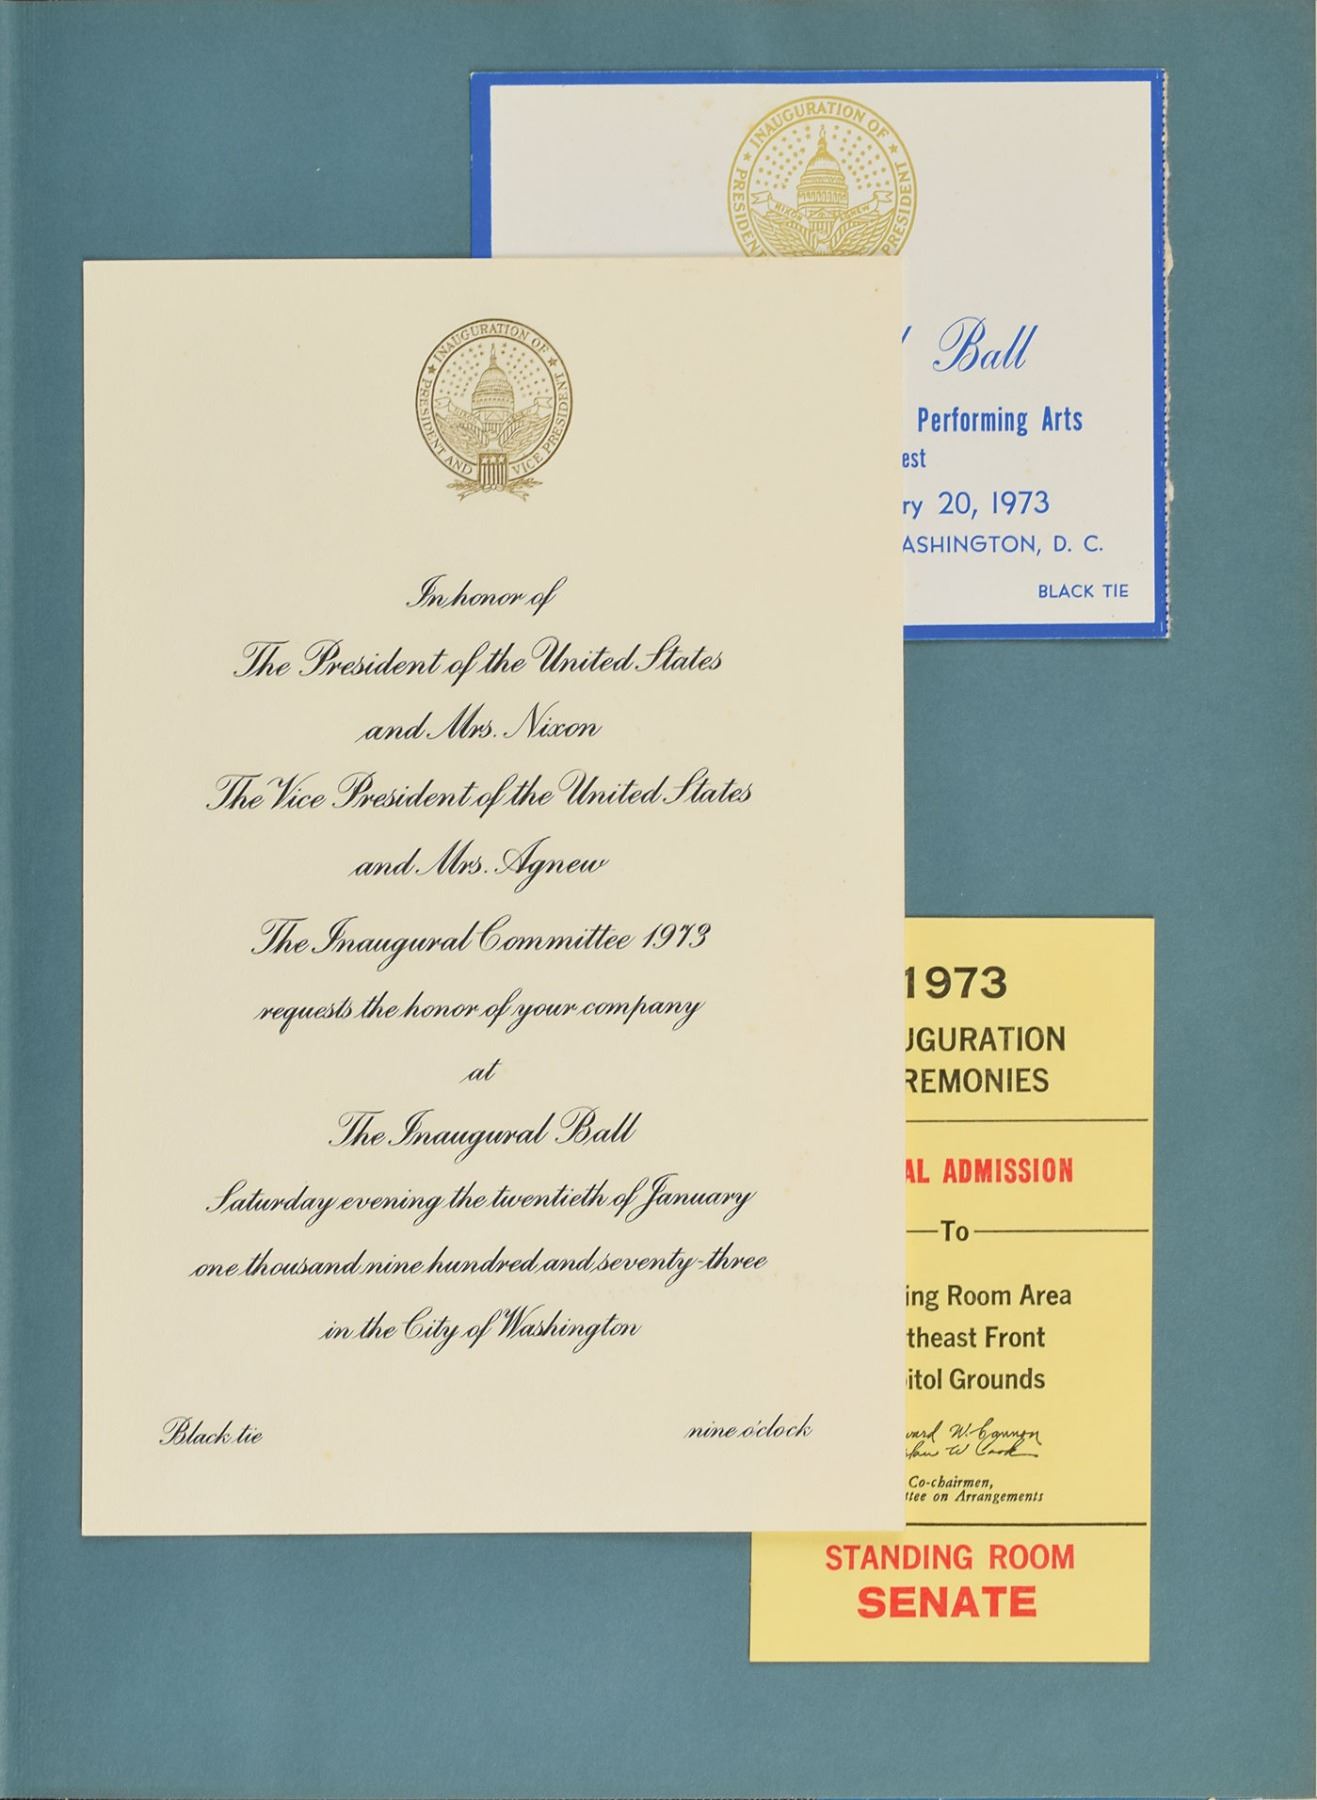 INAUGURATION OF
PRESIDENT
PRESIDENT
NIXON AGNEW
Ball
Performing Arts
est
ry 20, 1973
ASHINGTON, D. C.
BLACK TIE
INAUGURATION OF
PRESIDENT AND VICE PRESIDENT
In honor of
The President of the United States
and Mrs. Nixon
The Vice President of the United States
and Mrs. Agnew
The Inaugural Committee 1973
requests the honor of your company
at
The Inaugural Ball
Saturday evening the twentieth of January
one thousand nine hundred and seventy-three
in the City of Washington
Black tie
nine o'clock
1973
UGURATION
REMONIES
AL ADMISSION
To
ing Room Area
theast Front
itol Grounds
ward W. Cannon
W Cook
Co-chairmen,
ttee on Arrangements
STANDING ROOM
SENATE